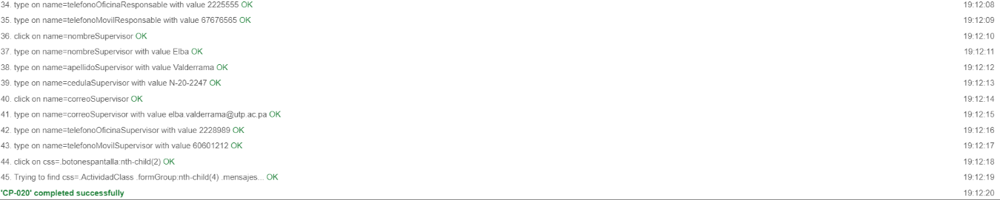 34. type on name=telefonoOficinaResponsable with value 2225555 OK 19:12:08
35. type on name=telefonoMovilResponsable with value 67676565 OK 19:12:09
36. click on name=nombreSupervisor OK 19:12:10
37. type on name=nombreSupervisor with value Elba OK 19:12:11
38. type on name=apellidoSupervisor with value Valderrama OK 19:12:12
39. type on name=cedulaSupervisor with value N-20-2247 OK 19:12:13
40. click on name=correoSupervisor OK 19:12:14
41. type on name=correoSupervisor with value elba.valderrama@utp.ac.pa OK 19:12:15
42. type on name=telefonoOficinaSupervisor with value 2228989 OK 19:12:16
43. type on name=telefonoMovilSupervisor with value 60601212 OK 19:12:17
44. click on css=.botonespantalla:nth-child(2) OK 19:12:18
45. Trying to find css=.ActividadClass .formGroup:nth-child(4) .mensajes... OK 19:12:19
'CP-020' completed successfully 19:12:20